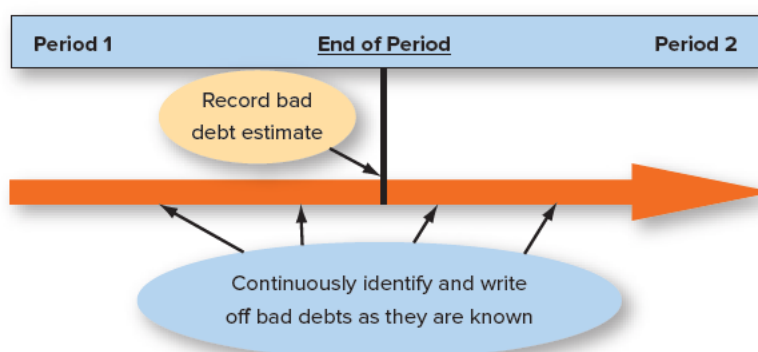 Period 1 End of Period Period 2
Record bad
debt estimate
Continuously identify and write
off bad debts as they are known